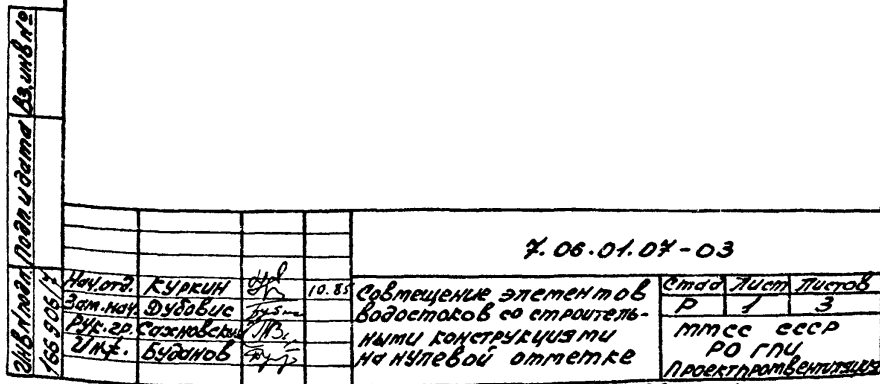 Вз. инв №
Подп. и дата
Инв. № подл.
7.06.01.07-03
Нач. отд. Куркин 10.85
Зам. нач. Дубовис
Рук. гр. Сахновский
Инж. Буданов
Совмещение элементов
водостоков со строитель-
ными конструкциями
на нулевой отметке
Стад Лист Листов
Р 1 3
ММСС СССР
РО ГПИ
Проектпромвентиляция